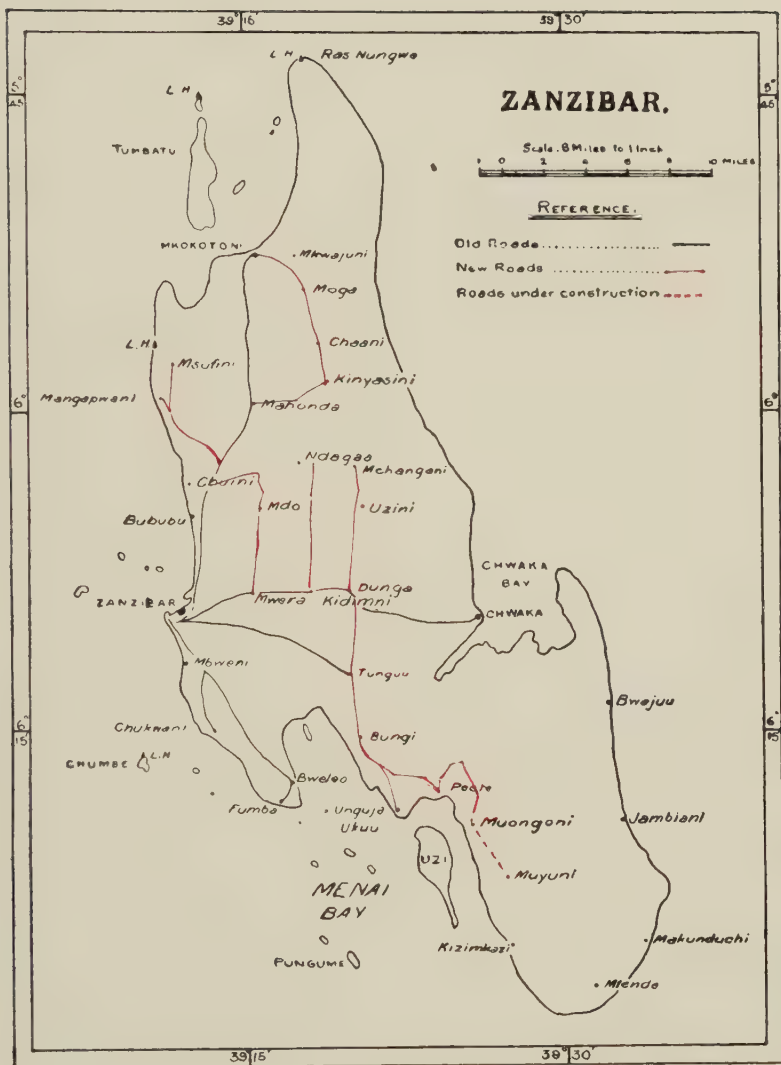 39°15'
39°30'
L.H.
Ras Nungwe
5°
45'
5°
45'
ZANZIBAR.
L.H
TUMBATU
Scale. 8 Miles to 1 Inch
0 2 4 6 8 10 MILES
REFERENCE.
MKOKOTONI
Mkwajuni
Old Roads
New Roads
Roads under construction
Moga
L.H.
Chaani
Msufini
Kinyasini
Mangapwani
Mahunda
6°
6°
Ndagaa
Mchangani
Chuini
Mdo
Uzini
Bububu
CHWAKA
BAY
Dunga
ZANZIBAR
Mwera
Kidimni
CHWAKA
Mbweni
Tunguu
Bwejuu
Chukwani
Bungi
6°
15'
6°
15'
L.H
CHUMBE
Bweleo
Peete
Fumba
Unguja
Ukuu
Muongoni
Jambiani
UZI
Muyuni
MENAI
BAY
Kizimkazi
Makunduchi
PUNGUME
Mtende
39°15'
39°30'